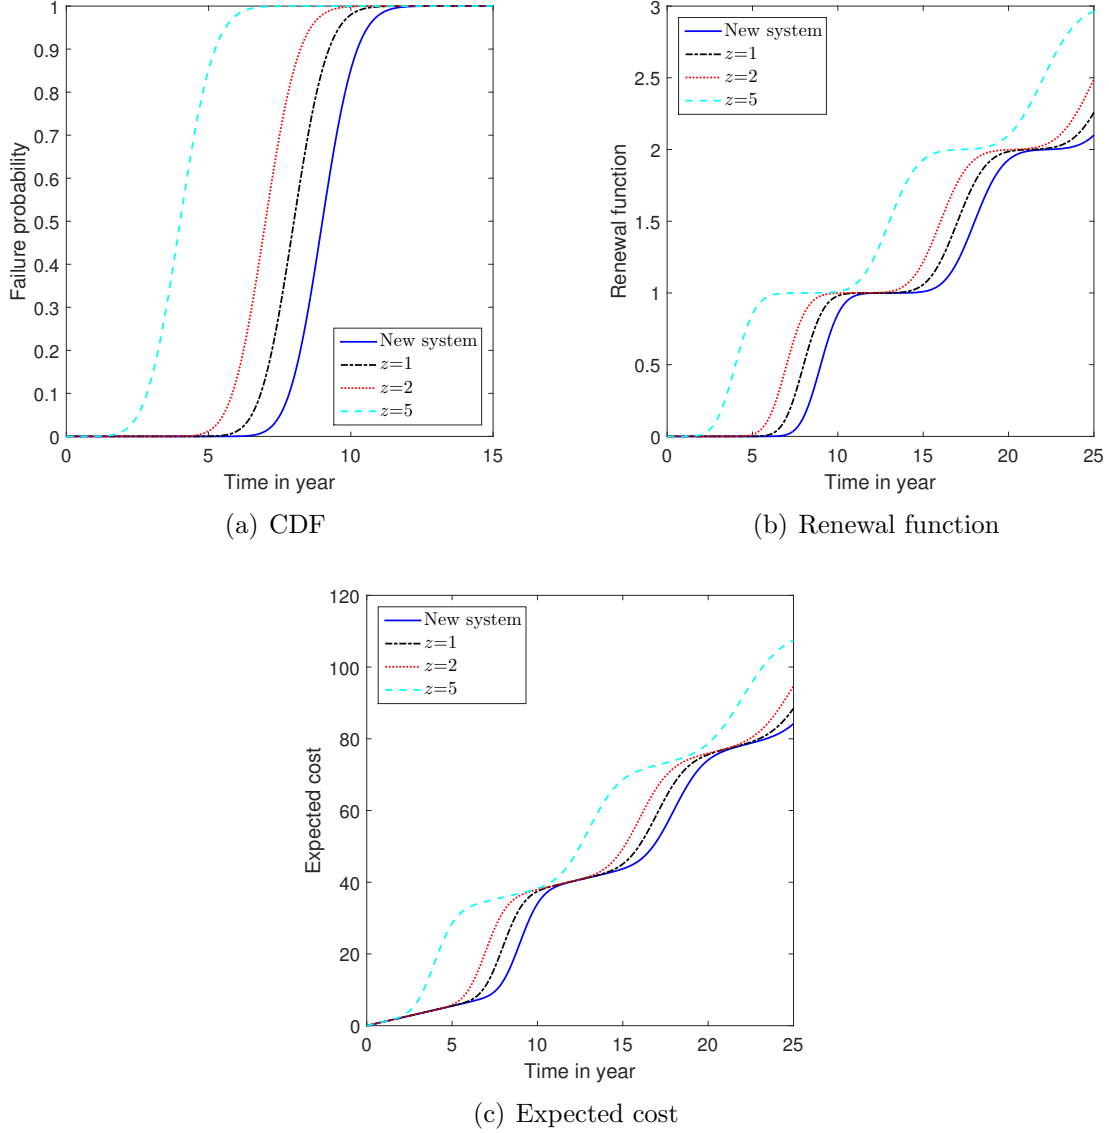 1
0.9
0.8
0.7
0.6
0.5
0.4
0.3
0.2
0.1
0
Failure probability
New system
z=1
z=2
z=5
0 5 10 15
Time in year
(a) CDF
3
2.5
2
1.5
1
0.5
0
Renewal function
New system
z=1
z=2
z=5
0 5 10 15 20 25
Time in year
(b) Renewal function
120
100
80
60
40
20
0
Expected cost
New system
z=1
z=2
z=5
0 5 10 15 20 25
Time in year
(c) Expected cost